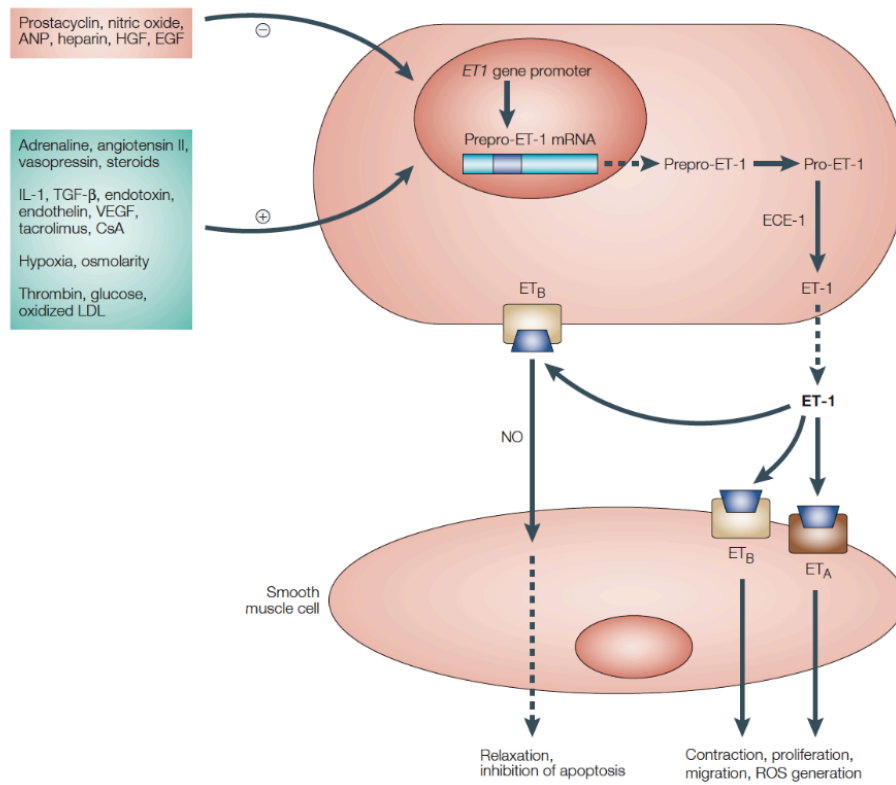 Prostacyclin, nitric oxide,
ANP, heparin, HGF, EGF
−
Adrenaline, angiotensin II,
vasopressin, steroids
IL-1, TGF-β, endotoxin,
endothelin, VEGF,
tacrolimus, CsA
Hypoxia, osmolarity
Thrombin, glucose,
oxidized LDL
+
ET1 gene promoter
Prepro-ET-1 mRNA
Prepro-ET-1
Pro-ET-1
ECE-1
ET-1
ETB
ET-1
NO
ETB
ETA
Smooth
muscle cell
Relaxation,
inhibition of apoptosis
Contraction, proliferation,
migration, ROS generation